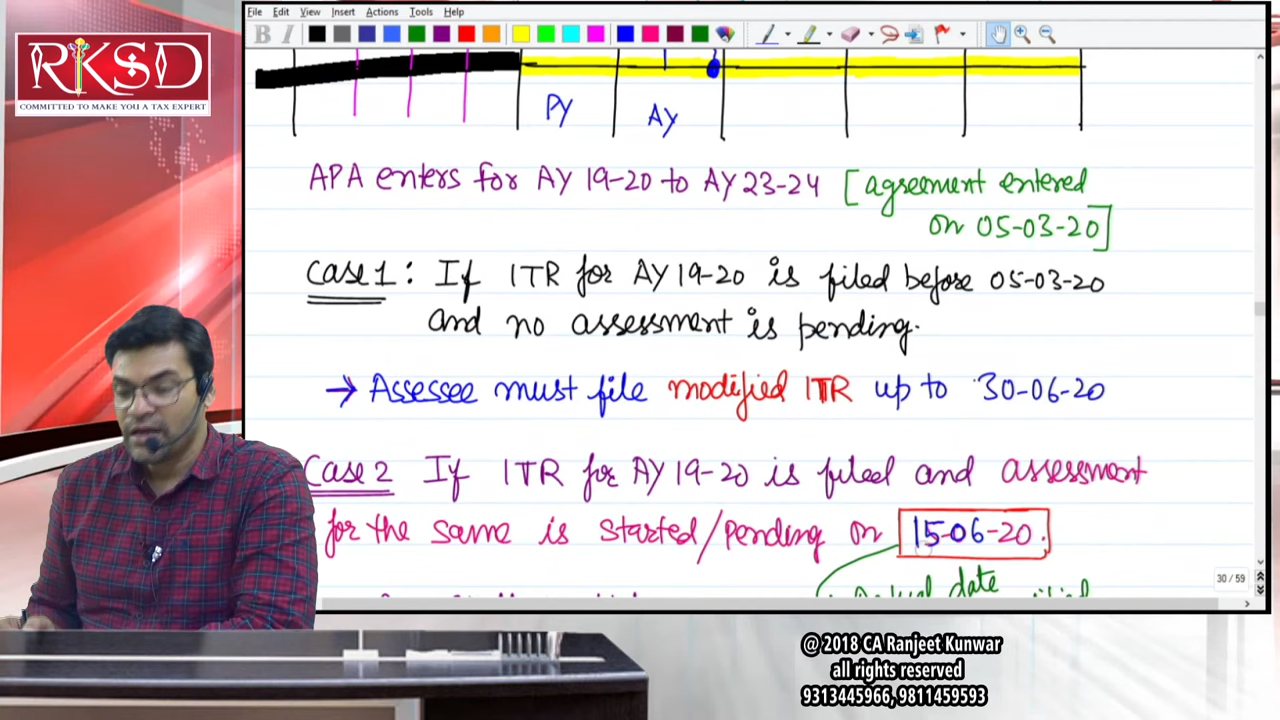 File Edit View Insert Actions Tools Help
B I
RKSD
COMMITTED TO MAKE YOU A TAX EXPERT
PY
AY
APA enters for AY 19-20 to AY 23-24 [agreement entered
on 05-03-20]
Case 1: If ITR for AY 19-20 is filed before 05-03-20
and no assessment is pending.
→ Assessee must file modified ITR up to 30-06-20
Case 2 If ITR for AY 19-20 is filed and assessment
for the same is started/pending on 15-06-20.
date
30 / 59
@ 2018 CA Ranjeet Kunwar
all rights reserved
9313445966, 9811459593